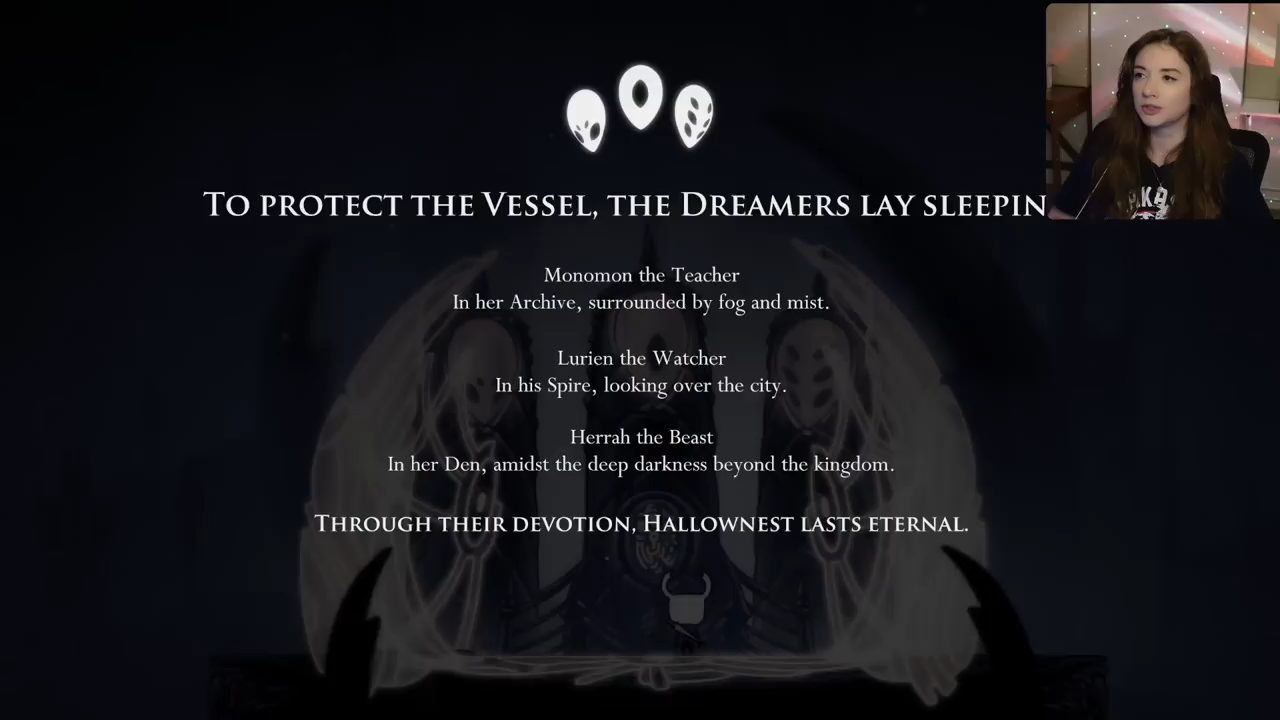 To protect the Vessel, the Dreamers lay sleepin
Monomon the Teacher
In her Archive, surrounded by fog and mist.
Lurien the Watcher
In his Spire, looking over the city.
Herrah the Beast
In her Den, amidst the deep darkness beyond the kingdom.
Through their devotion, Hallownest lasts eternal.